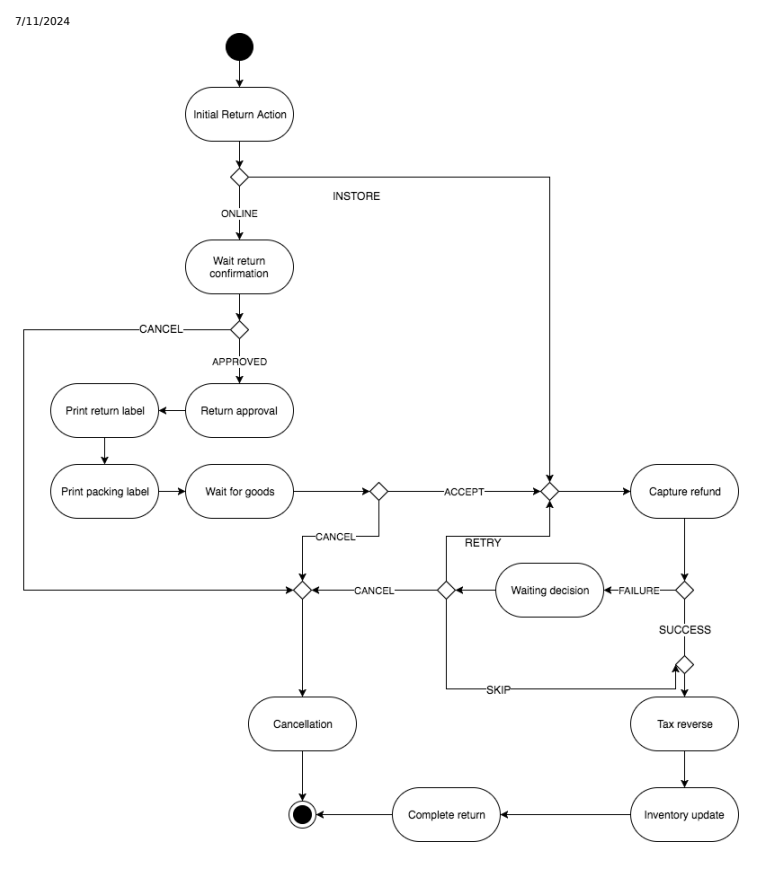 7/11/2024
Initial Return Action
INSTORE
ONLINE
Wait return
confirmation
CANCEL
APPROVED
Print return label
Return approval
Print packing label
Wait for goods
ACCEPT
Capture refund
CANCEL
RETRY
CANCEL
Waiting decision
FAILURE
SUCCESS
SKIP
Cancellation
Tax reverse
Complete return
Inventory update